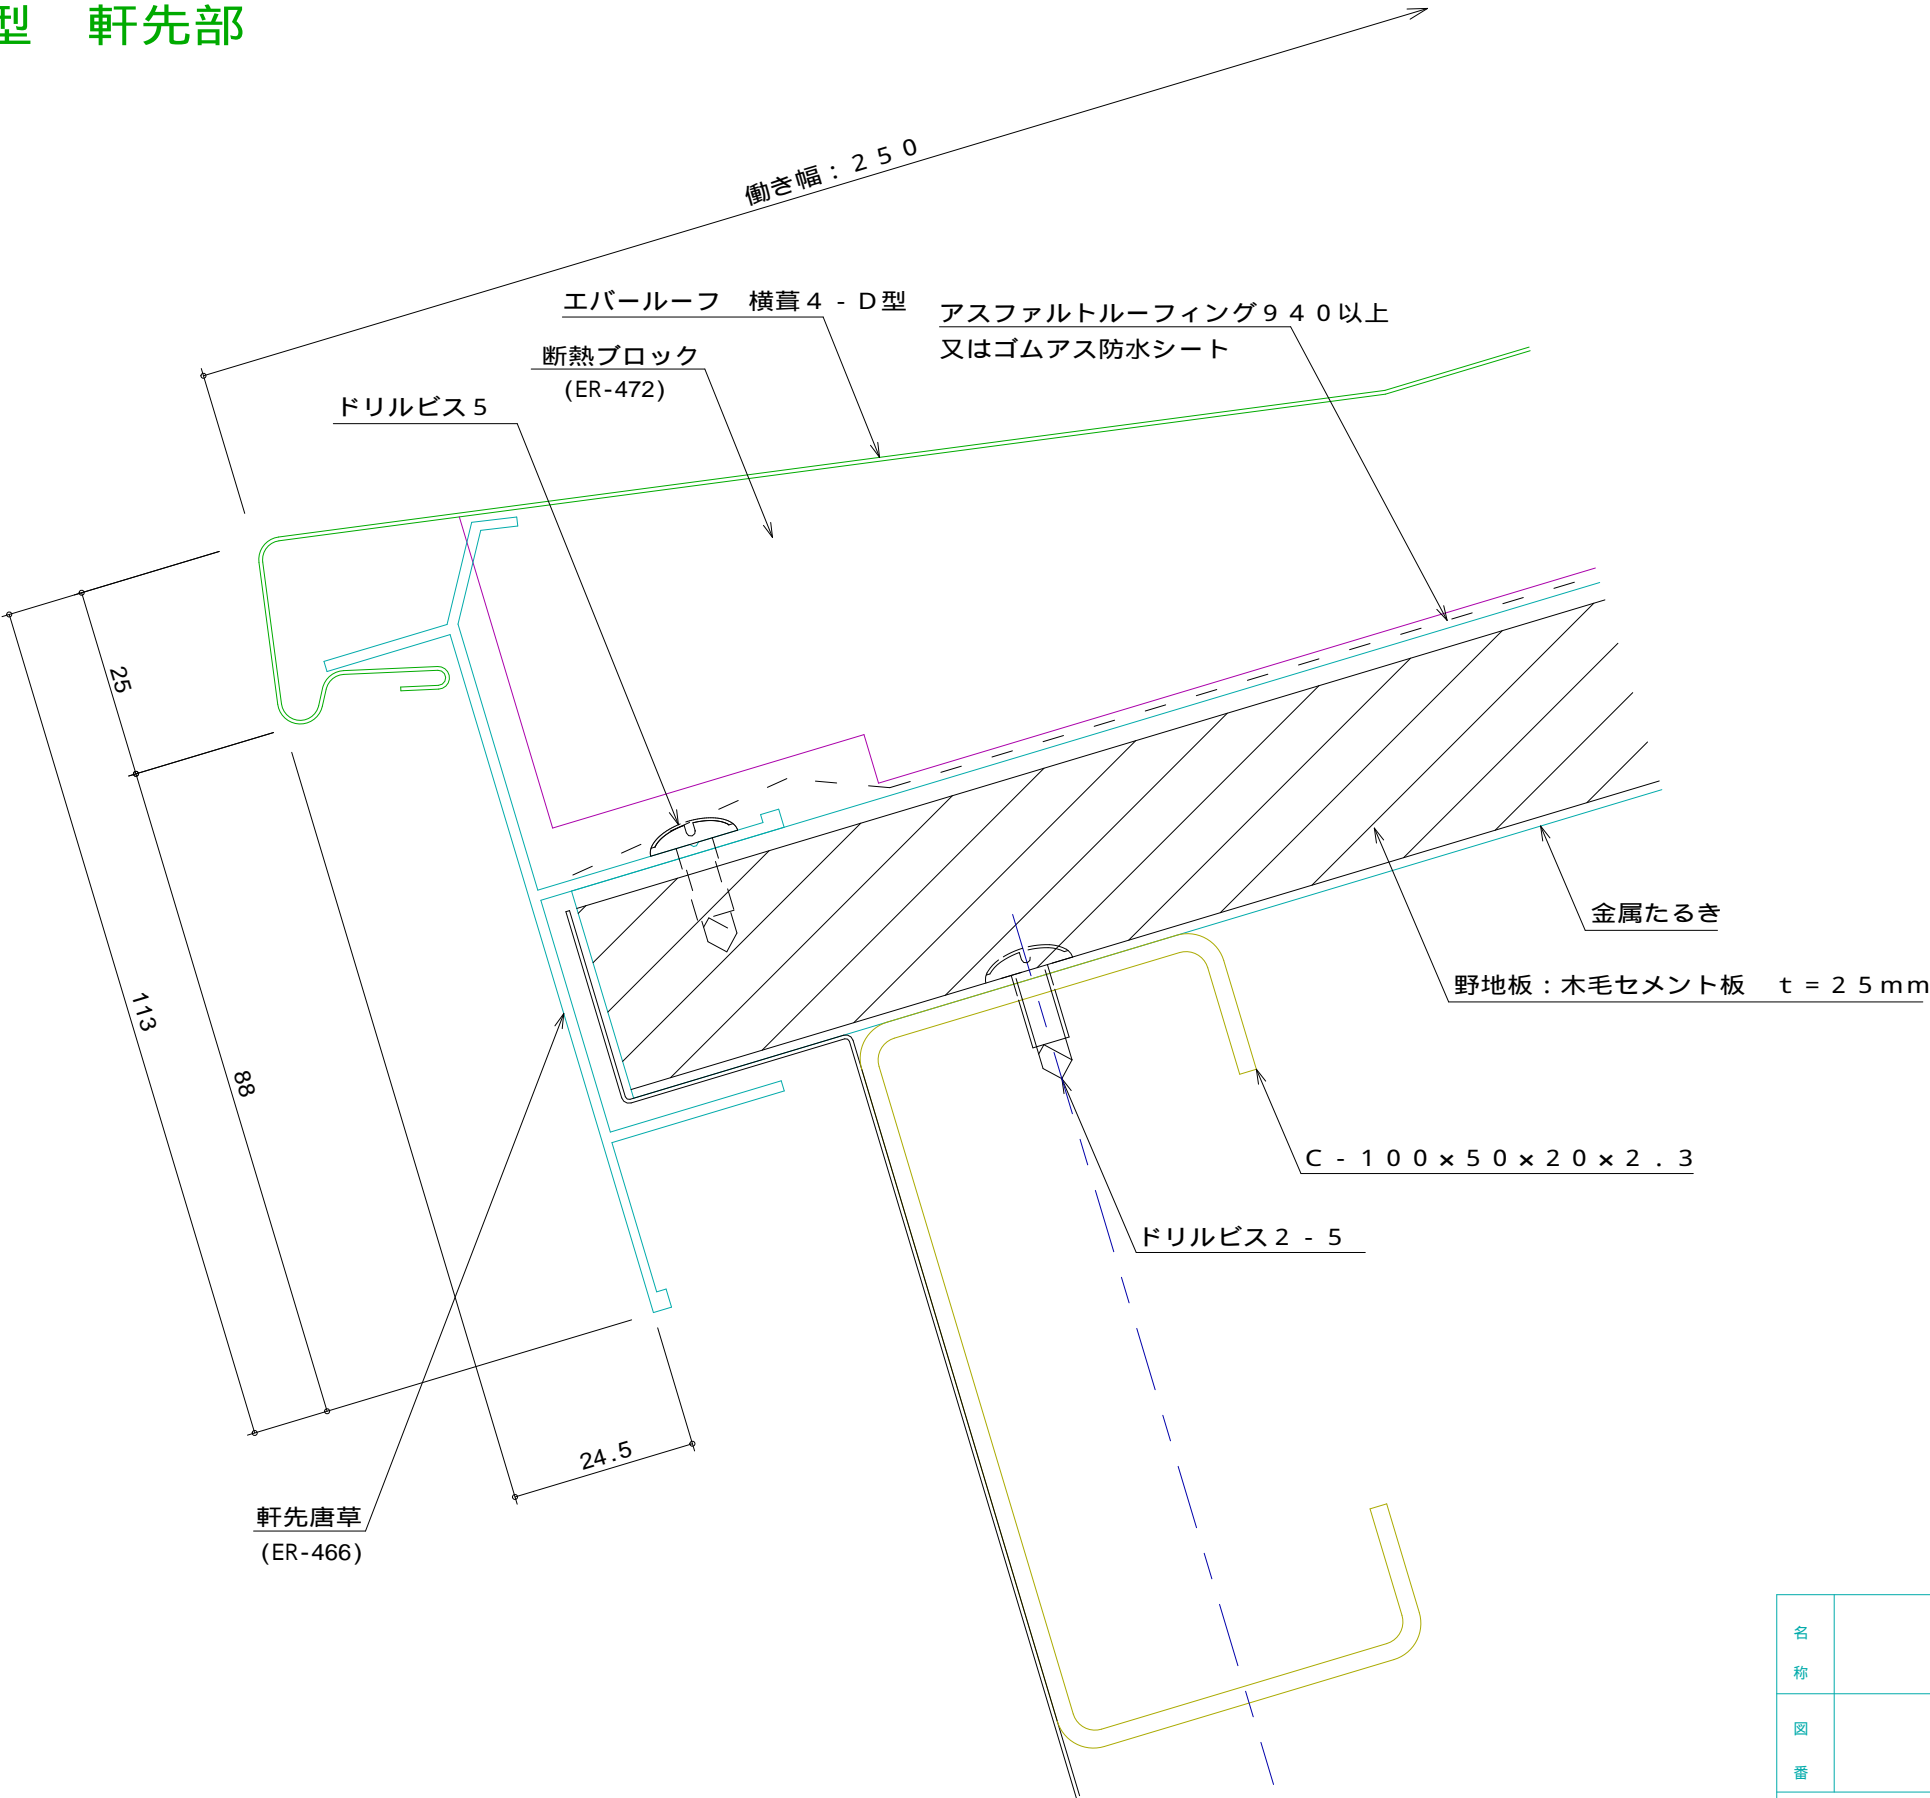 型　軒先部
働き幅：２５０
エバールーフ　横葺４-Ｄ型
アスファルトルーフィング９４０以上
又はゴムアス防水シート
断熱ブロック
(ER-472)
ドリルビス５
25
113
88
24.5
金属たるき
野地板：木毛セメント板　ｔ＝２５ｍｍ
Ｃ-１００×５０×２０×２.３
ドリルビス２-５
軒先唐草
(ER-466)
名
称
図
番